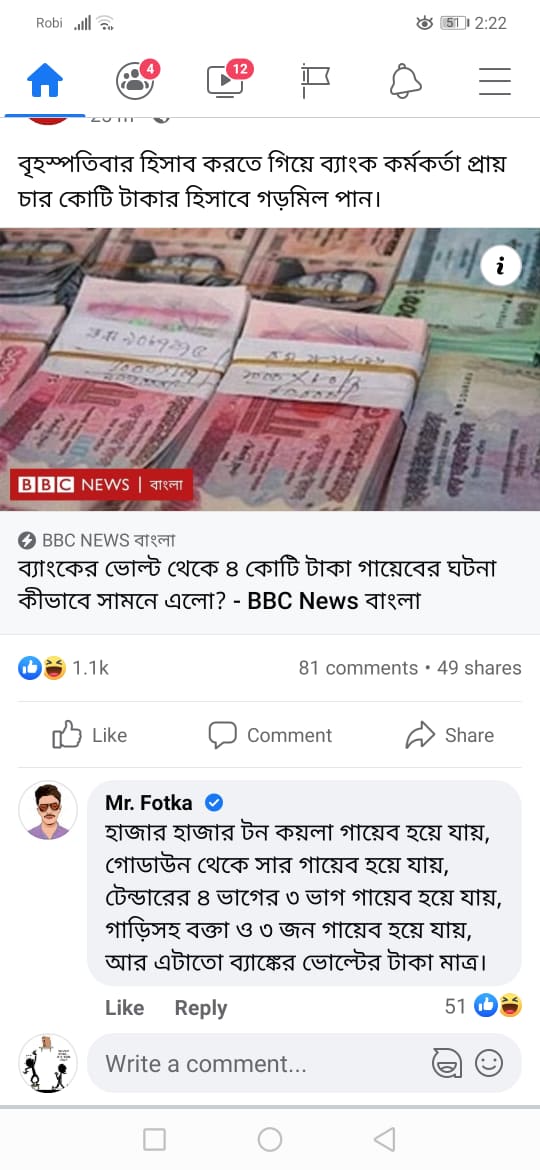 Robi 51 2:22
4 12
বৃহস্পতিবার হিসাব করতে গিয়ে ব্যাংক কর্মকর্তা প্রায়
চার কোটি টাকার হিসাবে গড়মিল পান।
BBC NEWS | বাংলা
BBC NEWS বাংলা
ব্যাংকের ভোল্ট থেকে ৪ কোটি টাকা গায়েবের ঘটনা
কীভাবে সামনে এলো? - BBC News বাংলা
1.1k 81 comments • 49 shares
Like Comment Share
Mr. Fotka
হাজার হাজার টন কয়লা গায়েব হয়ে যায়,
গোডাউন থেকে সার গায়েব হয়ে যায়,
টেন্ডারের ৪ ভাগের ৩ ভাগ গায়েব হয়ে যায়,
গাড়িসহ বক্তা ও ৩ জন গায়েব হয়ে যায়,
আর এটাতো ব্যাঙ্কের ভোল্টের টাকা মাত্র।
Like Reply 51
Write a comment...